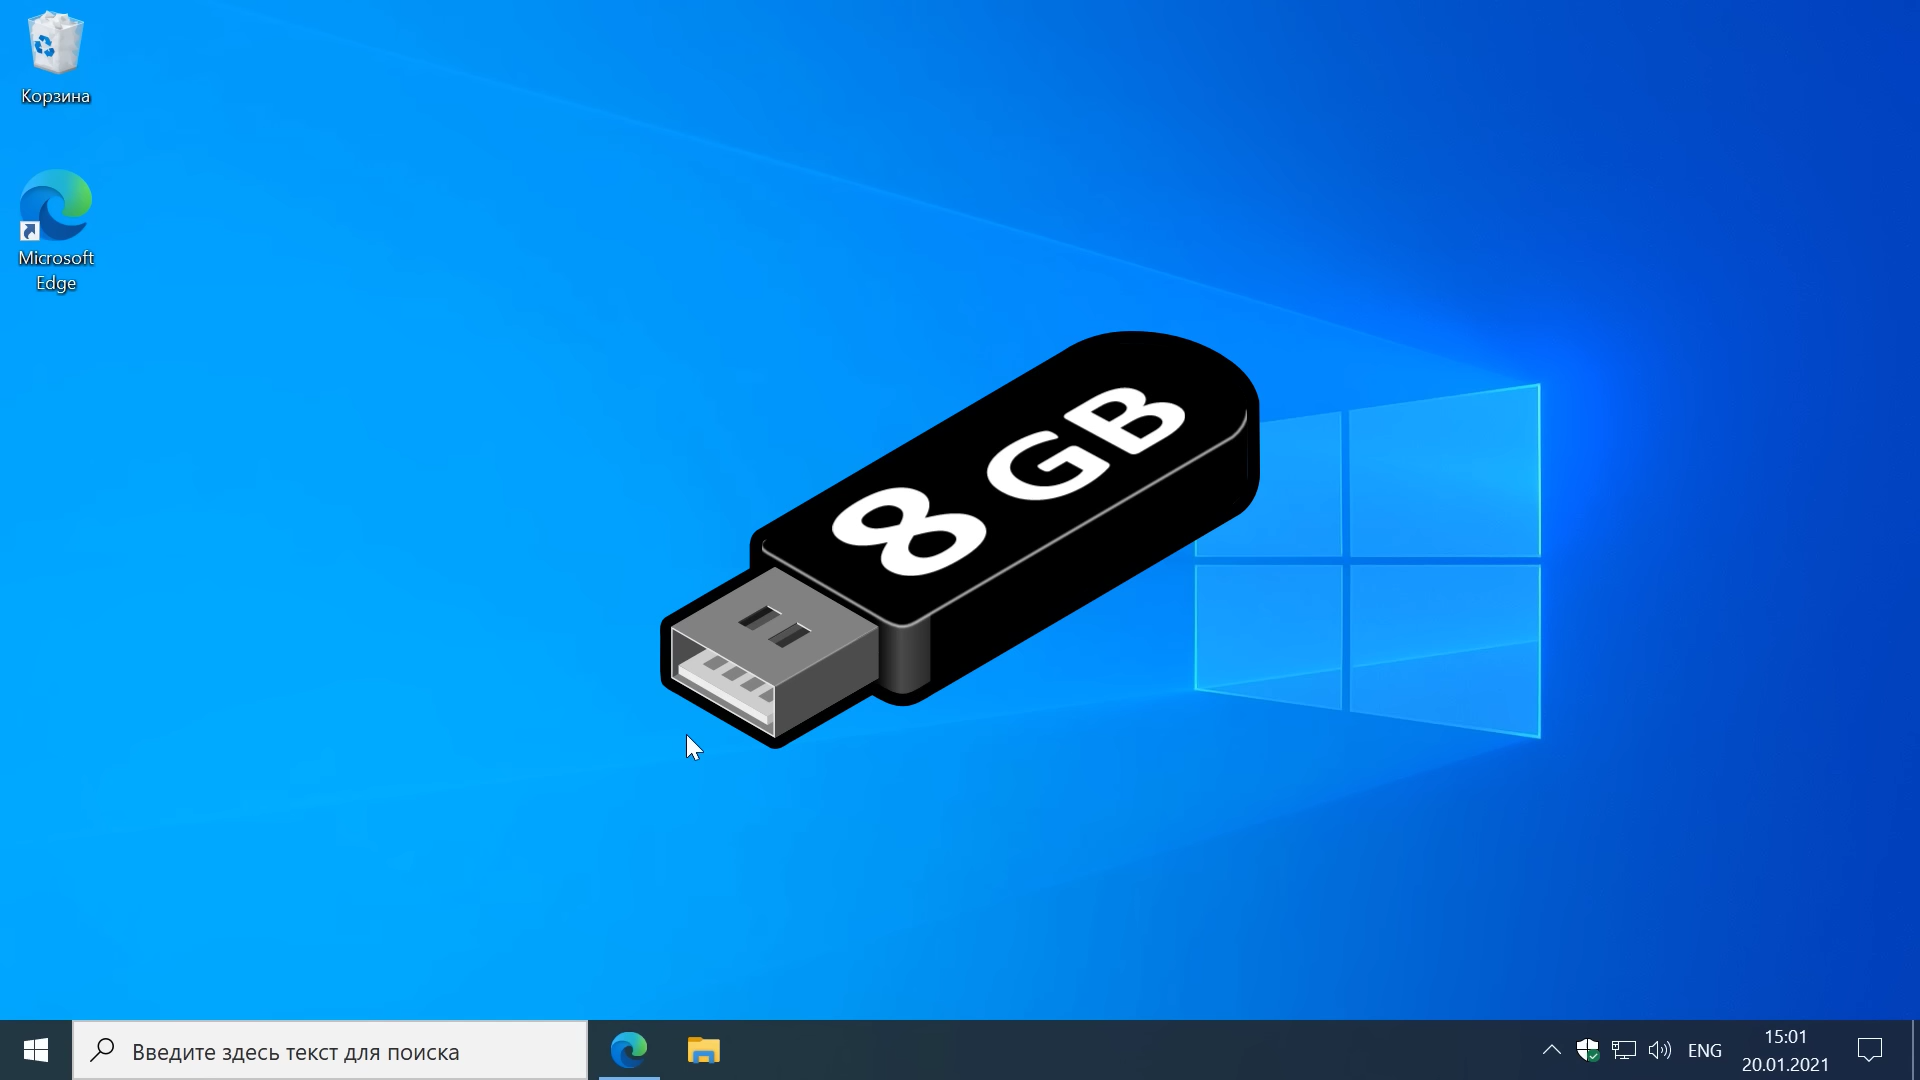 Корзина
Microsoft
Edge
8 GB
Введите здесь текст для поиска
ENG
15:01
20.01.2021